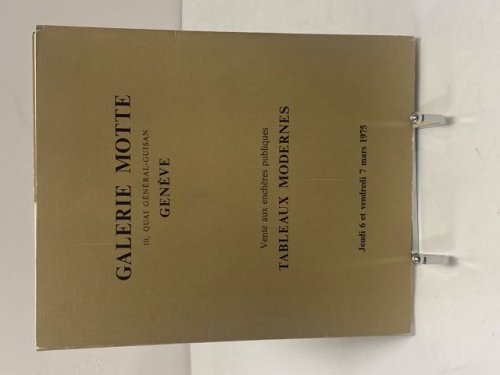 GALERIE MOTTE
10, QUAI GÉNÉRAL-GUISAN
GENÈVE
Vente aux enchères publiques
TABLEAUX MODERNES
Jeudi 6 et vendredi 7 mars 1975